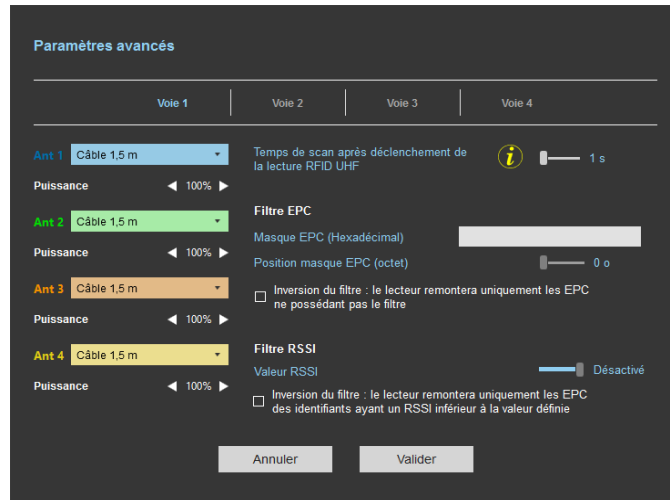 Paramètres avancés
Voie 1 Voie 2 Voie 3 Voie 4
Ant 1 Câble 1,5 m
Puissance 100%
Ant 2 Câble 1,5 m
Puissance 100%
Ant 3 Câble 1,5 m
Puissance 100%
Ant 4 Câble 1,5 m
Puissance 100%
Temps de scan après déclenchement de
la lecture RFID UHF
i
1 s
Filtre EPC
Masque EPC (Hexadécimal)
Position masque EPC (octet) 0 o
Inversion du filtre : le lecteur remontera uniquement les EPC
ne possédant pas le filtre
Filtre RSSI
Valeur RSSI Désactivé
Inversion du filtre : le lecteur remontera uniquement les EPC
des identifiants ayant un RSSI inférieur à la valeur définie
Annuler Valider